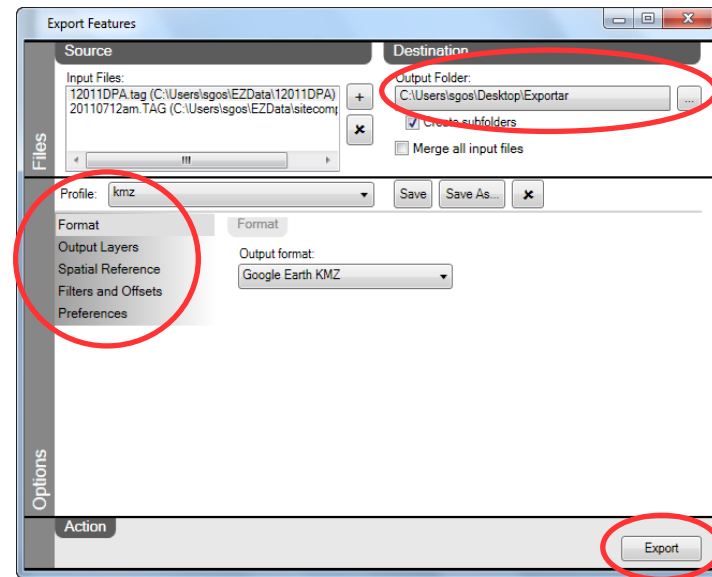 Export Features
Source
Destination
Input Files:
12011DPA.tag (C:\Users\sgos\EZData\12011DPA)
20110712am.TAG (C:\Users\sgos\EZData\sitecomp
Output Folder:
C:\Users\sgos\Desktop\Exportar
...
Create subfolders
Merge all input files
Files
Profile: kmz
Save
Save As...
Format
Output Layers
Spatial Reference
Filters and Offsets
Preferences
Format
Output format:
Google Earth KMZ
Options
Action
Export